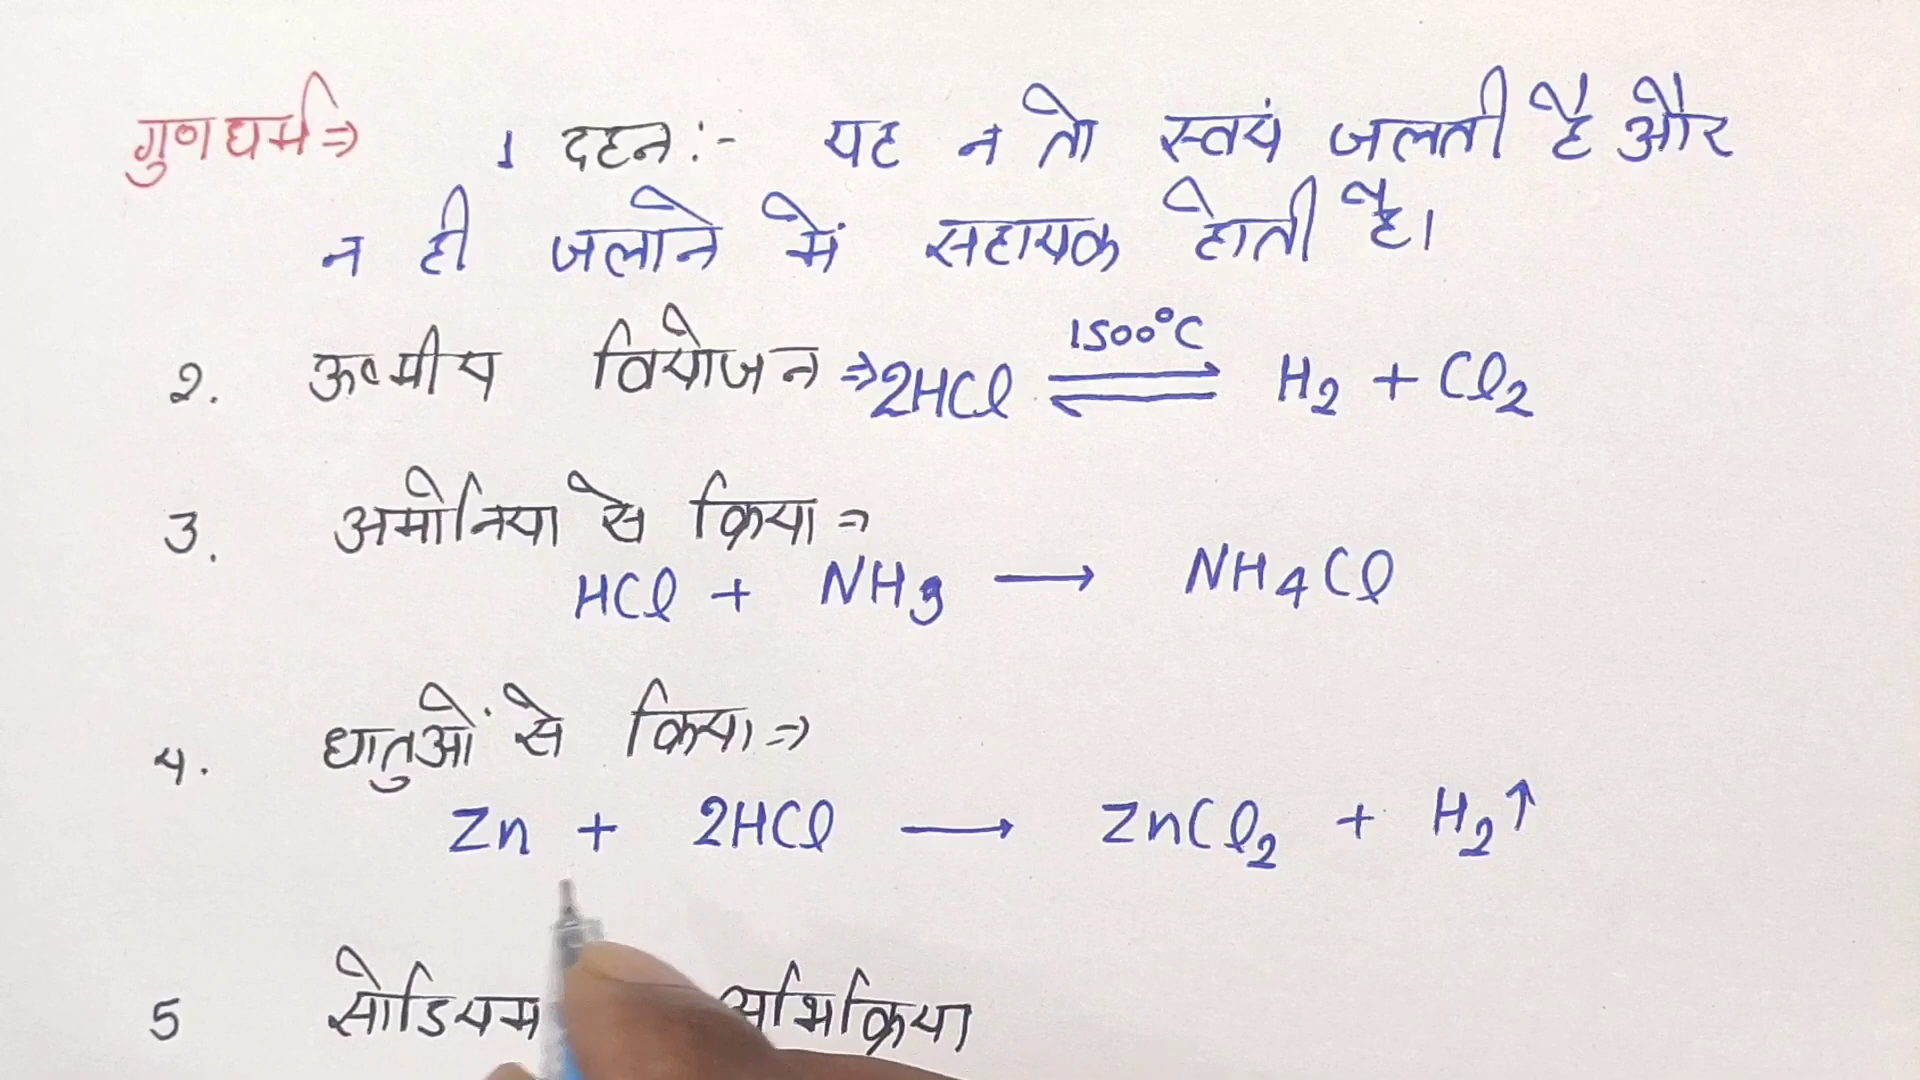 गुणधर्म⇒ 1 दहन:- यह न तो स्वयं जलती है और
न ही जलाने में सहायक होती है।
2. ऊष्मीय वियोजन ⇒ 2HCl ⇌ 1500°C H₂ + Cl₂
3. अमोनिया से क्रिया ⇒
HCl + NH₃ ⟶ NH₄Cl
4. धातुओं से क्रिया ⇒
Zn + 2HCl ⟶ ZnCl₂ + H₂↑
5 सोडियम अभिक्रिया